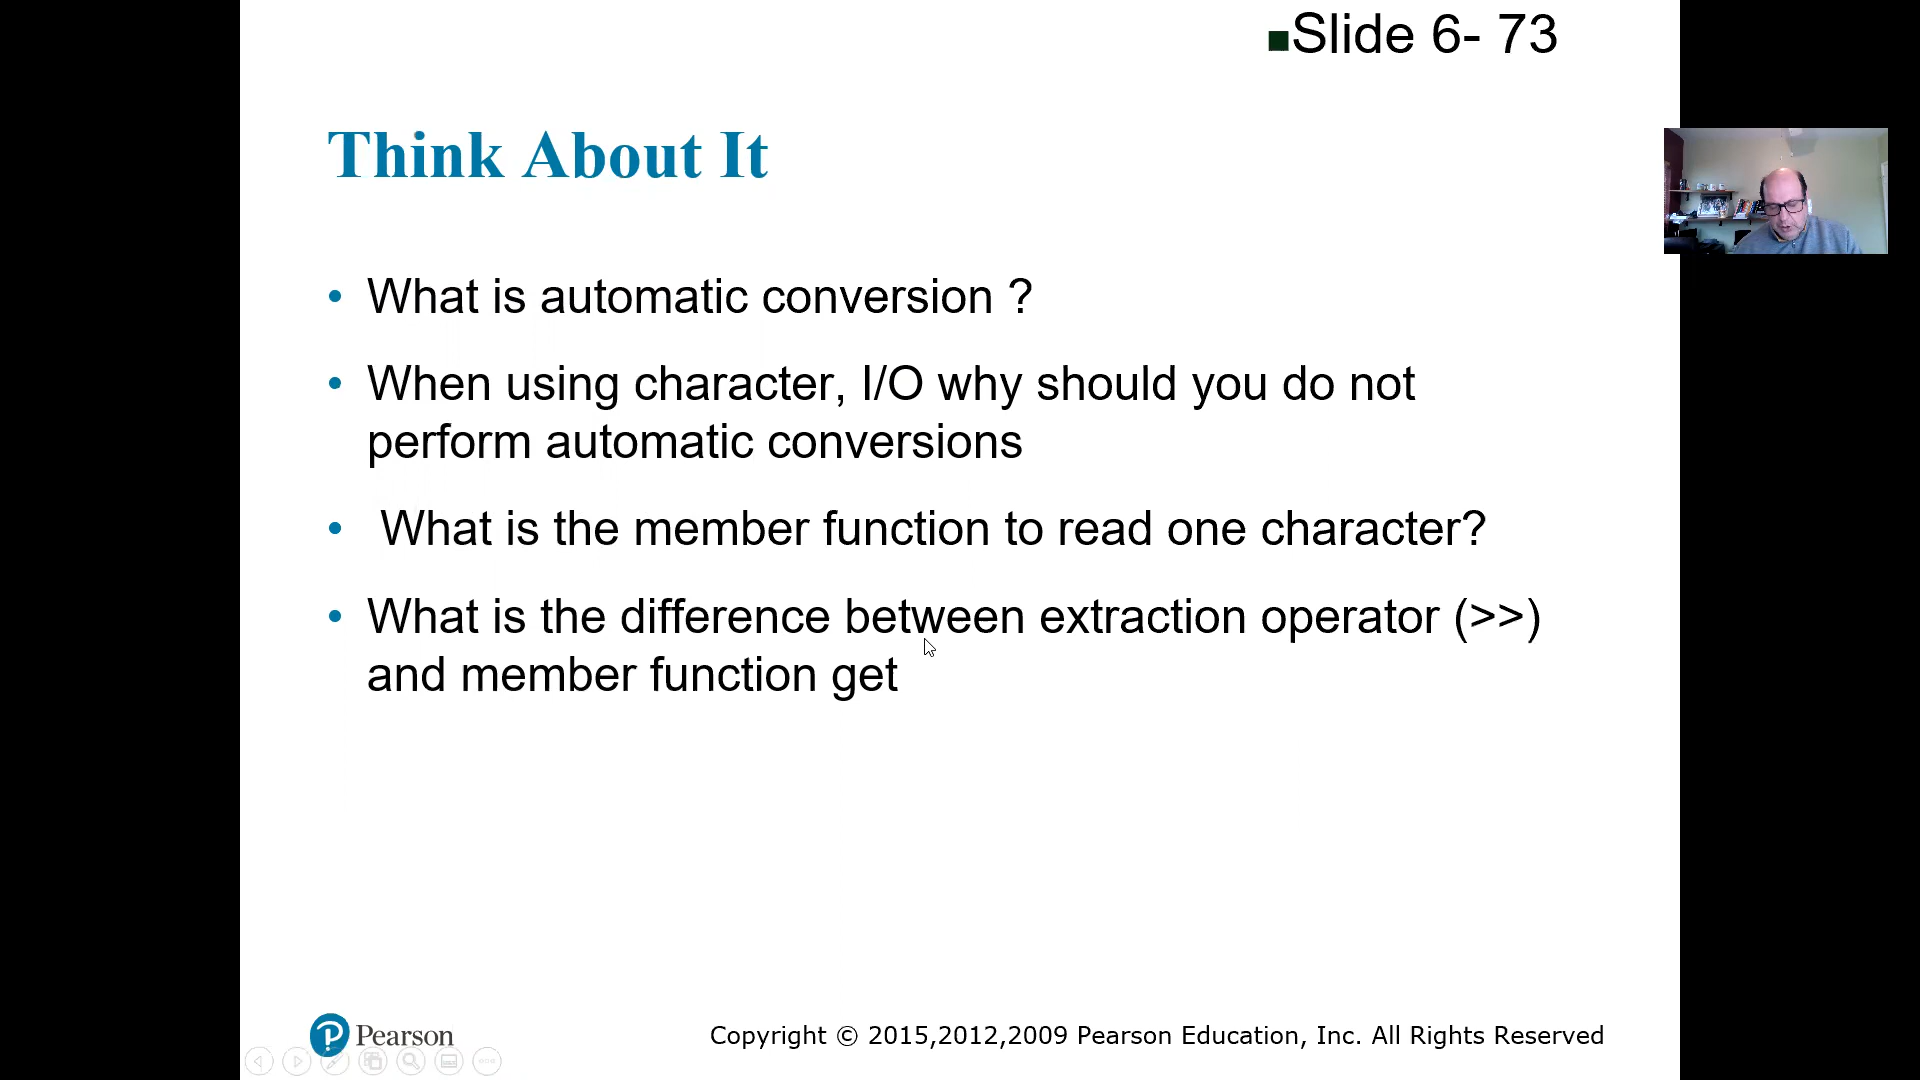 Slide 6- 73
Think About It
What is automatic conversion ?
When using character, I/O why should you do not
perform automatic conversions
What is the member function to read one character?
What is the difference between extraction operator (>>)
and member function get
Pearson
Copyright © 2015,2012,2009 Pearson Education, Inc. All Rights Reserved